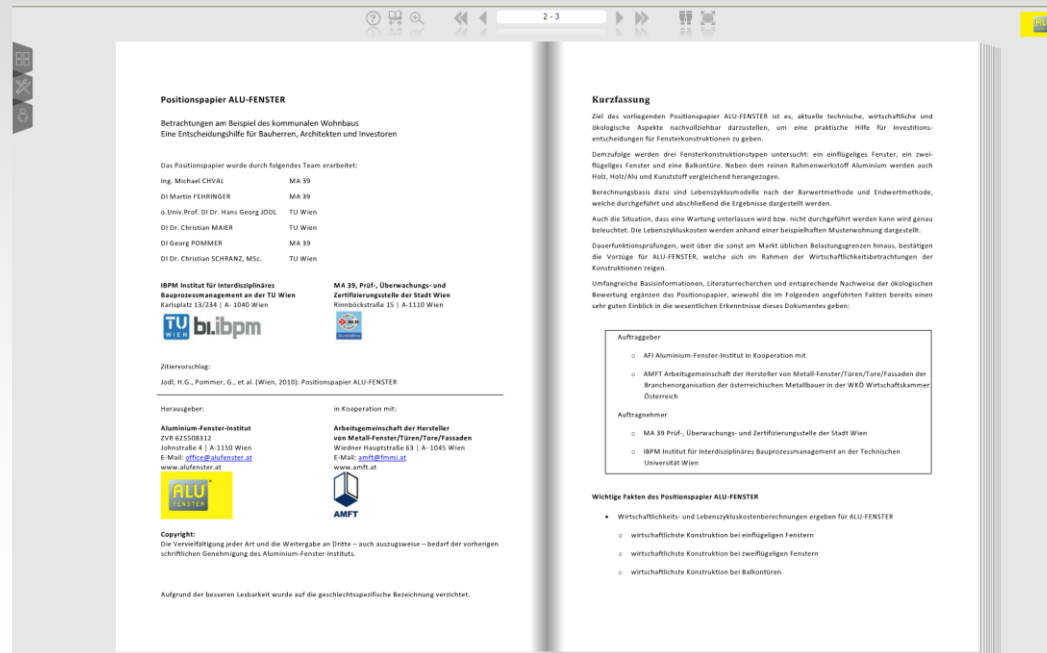 2 - 3
Positionspapier ALU-FENSTER
Betrachtungen am Beispiel des kommunalen Wohnbaus
Eine Entscheidungshilfe für Bauherren, Architekten und Investoren
Das Positionspapier wurde durch folgendes Team erarbeitet:
Ing. Michael CHVAL MA 39
DI Martin FEHRINGER MA 39
o.Univ.Prof. DI Dr. Hans Georg JODL TU Wien
DI Dr. Christian MAIER TU Wien
DI Georg POMMER MA 39
DI Dr. Christian SCHRANZ, MSc. TU Wien
IBPM Institut für Interdisziplinäres
Bauprozessmanagement an der TU Wien
Karlsplatz 13/234 | A- 1040 Wien
TU
WIEN
bi.ibpm
MA 39, Prüf-, Überwachungs- und
Zertifizierungsstelle der Stadt Wien
Rinnböckstraße 15 | A-1110 Wien
Zitiervorschlag:
Jodl, H.G., Pommer, G., et al. (Wien, 2010): Positionspapier ALU-FENSTER
Herausgeber:
Aluminium-Fenster-Institut
ZVR 625508312
Johnstraße 4 | A-1150 Wien
E-Mail: office@alufenster.at
www.alufenster.at
ALU
FENSTER
in Kooperation mit:
Arbeitsgemeinschaft der Hersteller
von Metall-Fenster/Türen/Tore/Fassaden
Wiedner Hauptstraße 63 | A- 1045 Wien
E-Mail: amft@fmmi.at
www.amft.at
AMFT
Copyright:
Die Vervielfältigung jeder Art und die Weitergabe an Dritte – auch auszugsweise – bedarf der vorherigen
schriftlichen Genehmigung des Aluminium-Fenster-Instituts.
Aufgrund der besseren Lesbarkeit wurde auf die geschlechtsspezifische Bezeichnung verzichtet.
Kurzfassung
Ziel des vorliegenden Positionspapier ALU-FENSTER ist es, aktuelle technische, wirtschaftliche und
ökologische Aspekte nachvollziehbar darzustellen, um eine praktische Hilfe für Investitions-
entscheidungen für Fensterkonstruktionen zu geben.
Demzufolge werden drei Fensterkonstruktionstypen untersucht: ein einflügeliges Fenster, ein zwei-
flügeliges Fenster und eine Balkontüre. Neben dem reinen Rahmenwerkstoff Aluminium werden auch
Holz, Holz/Alu und Kunststoff vergleichend herangezogen.
Berechnungsbasis dazu sind Lebenszyklusmodelle nach der Barwertmethode und Endwertmethode,
welche durchgeführt und abschließend die Ergebnisse dargestellt werden.
Auch die Situation, dass eine Wartung unterlassen wird bzw. nicht durchgeführt werden kann wird genau
beleuchtet. Die Lebenszykluskosten werden anhand einer beispielhaften Musterwohnung dargestellt.
Dauerfunktionsprüfungen, weit über die sonst am Markt üblichen Belastungsgrenzen hinaus, bestätigen
die Vorzüge für ALU-FENSTER, welche sich im Rahmen der Wirtschaftlichkeitsbetrachtungen der
Konstruktionen zeigen.
Umfangreiche Basisinformationen, Literaturrecherchen und entsprechende Nachweise der ökologischen
Bewertung ergänzen das Positionspapier, wiewohl die im Folgenden angeführten Fakten bereits einen
sehr guten Einblick in die wesentlichen Erkenntnisse dieses Dokumentes geben:
Auftraggeber
o AFI Aluminium-Fenster-Institut in Kooperation mit
o AMFT Arbeitsgemeinschaft der Hersteller von Metall-Fenster/Türen/Tore/Fassaden der
Branchenorganisation der österreichischen Metallbauer in der WKÖ Wirtschaftskammer
Österreich
Auftragnehmer
o MA 39 Prüf-, Überwachungs- und Zertifizierungsstelle der Stadt Wien
o IBPM Institut für Interdisziplinäres Bauprozessmanagement an der Technischen
Universität Wien
Wichtige Fakten des Positionspapier ALU-FENSTER
• Wirtschaftlichkeits- und Lebenszykluskostenberechnungen ergeben für ALU-FENSTER
o wirtschaftlichste Konstruktion bei einflügeligen Fenstern
o wirtschaftlichste Konstruktion bei zweiflügeligen Fenstern
o wirtschaftlichste Konstruktion bei Balkontüren